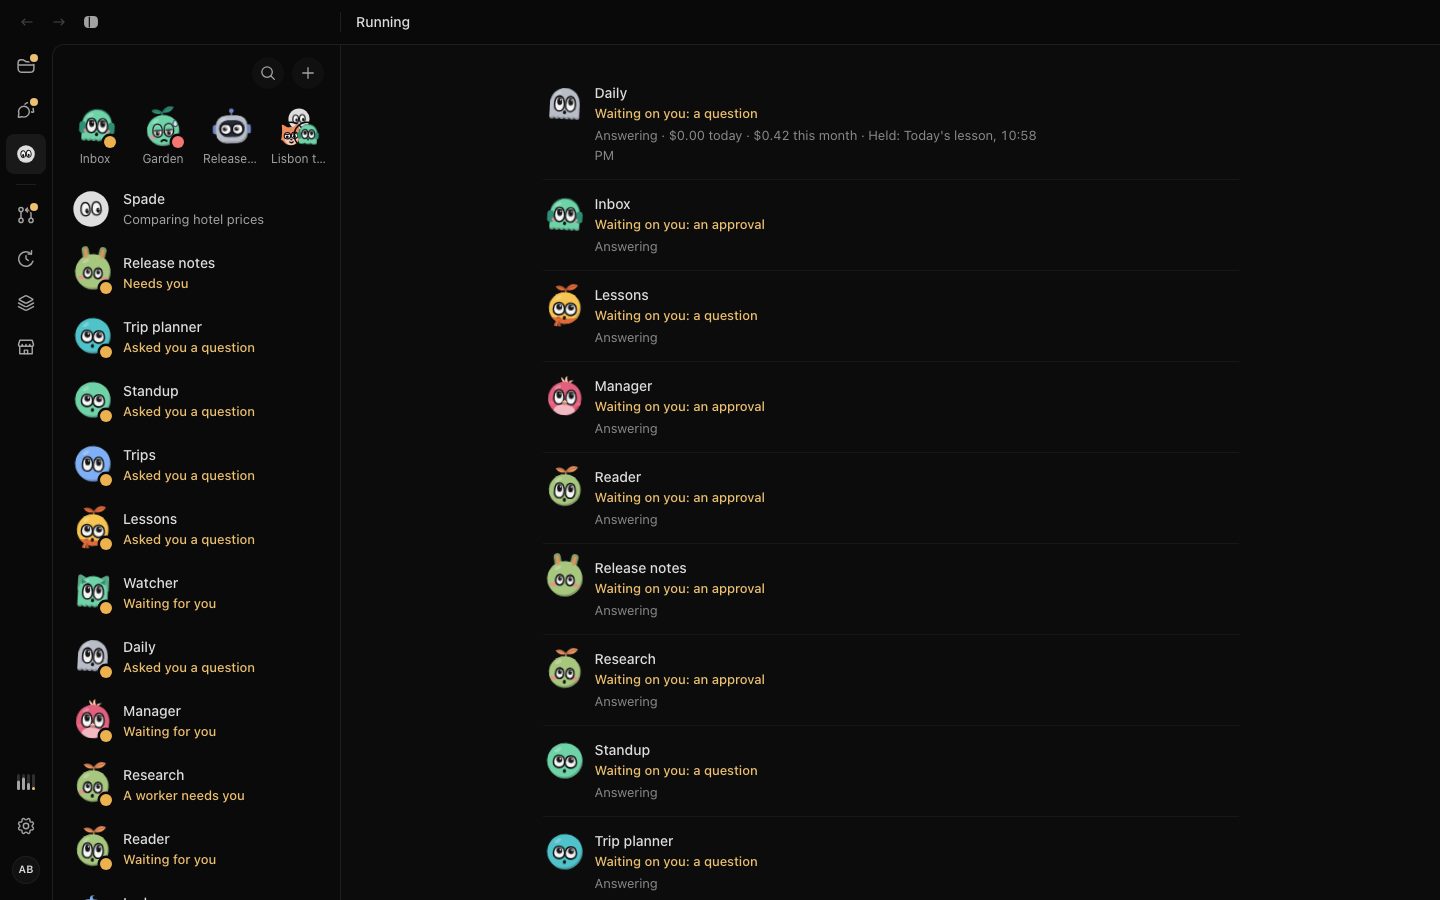 Running
Inbox
Garden
Release...
Lisbon t...
Spade
Comparing hotel prices
Release notes
Needs you
Trip planner
Asked you a question
Standup
Asked you a question
Trips
Asked you a question
Lessons
Asked you a question
Watcher
Waiting for you
Daily
Asked you a question
Manager
Waiting for you
Research
A worker needs you
Reader
Waiting for you
AB
Daily
Waiting on you: a question
Answering · $0.00 today · $0.42 this month · Held: Today's lesson, 10:58
PM
Inbox
Waiting on you: an approval
Answering
Lessons
Waiting on you: a question
Answering
Manager
Waiting on you: an approval
Answering
Reader
Waiting on you: an approval
Answering
Release notes
Waiting on you: an approval
Answering
Research
Waiting on you: an approval
Answering
Standup
Waiting on you: a question
Answering
Trip planner
Waiting on you: a question
Answering